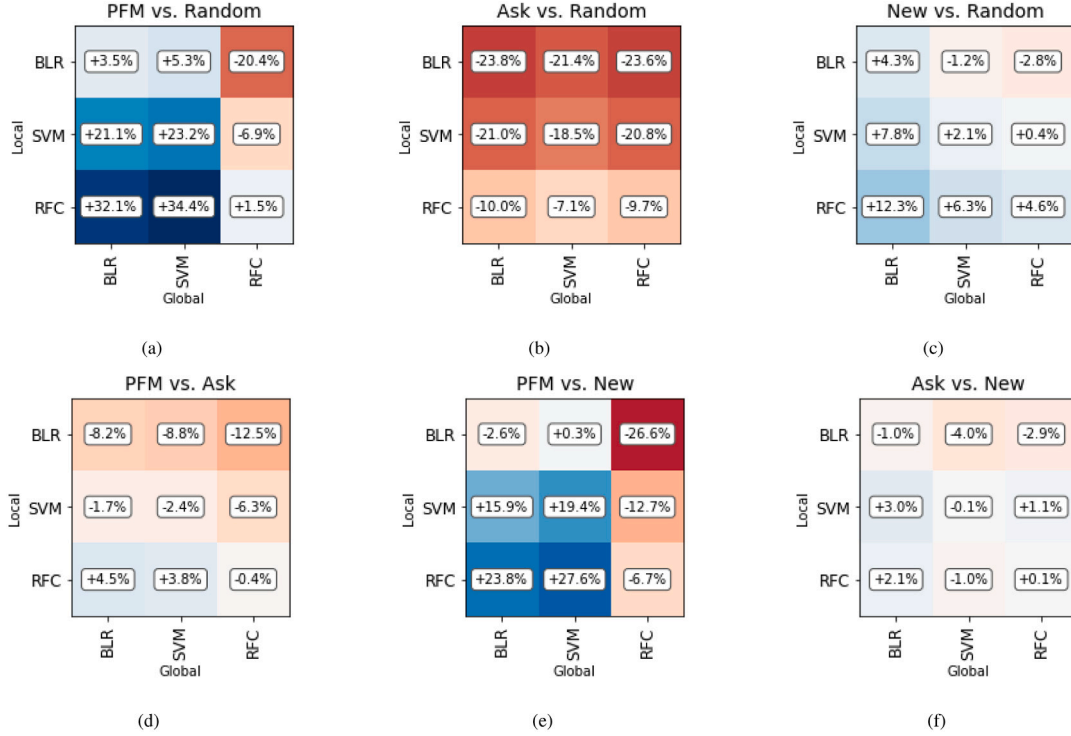 PFM vs. Random
BLR +3.5% +5.3% -20.4%
SVM +21.1% +23.2% -6.9%
RFC +32.1% +34.4% +1.5%
Local
BLR SVM RFC
Global
(a)
Ask vs. Random
BLR -23.8% -21.4% -23.6%
SVM -21.0% -18.5% -20.8%
RFC -10.0% -7.1% -9.7%
Local
BLR SVM RFC
Global
(b)
New vs. Random
BLR +4.3% -1.2% -2.8%
SVM +7.8% +2.1% +0.4%
RFC +12.3% +6.3% +4.6%
Local
BLR SVM RFC
Global
(c)
PFM vs. Ask
BLR -8.2% -8.8% -12.5%
SVM -1.7% -2.4% -6.3%
RFC +4.5% +3.8% -0.4%
Local
BLR SVM RFC
Global
(d)
PFM vs. New
BLR -2.6% +0.3% -26.6%
SVM +15.9% +19.4% -12.7%
RFC +23.8% +27.6% -6.7%
Local
BLR SVM RFC
Global
(e)
Ask vs. New
BLR -1.0% -4.0% -2.9%
SVM +3.0% -0.1% +1.1%
RFC +2.1% -1.0% +0.1%
Local
BLR SVM RFC
Global
(f)